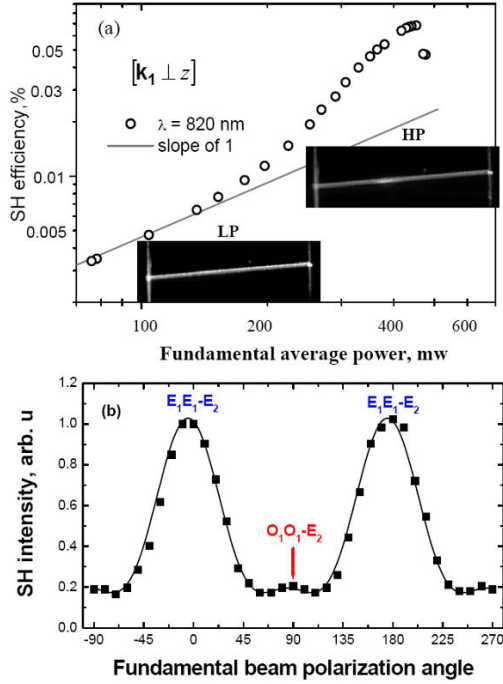 (a)
0.05
[k₁ ⊥ z]
λ = 820 nm
slope of 1
HP
0.01
LP
0.005
SH efficiency, %
100 200 400 600
Fundamental average power, mw
1.2
(b)
E₁E₁-E₂ E₁E₁-E₂
1.0
0.8
0.6
O₁O₁-E₂
0.4
0.2
0.0
SH intensity, arb. u
-90 -45 0 45 90 135 180 225 270
Fundamental beam polarization angle